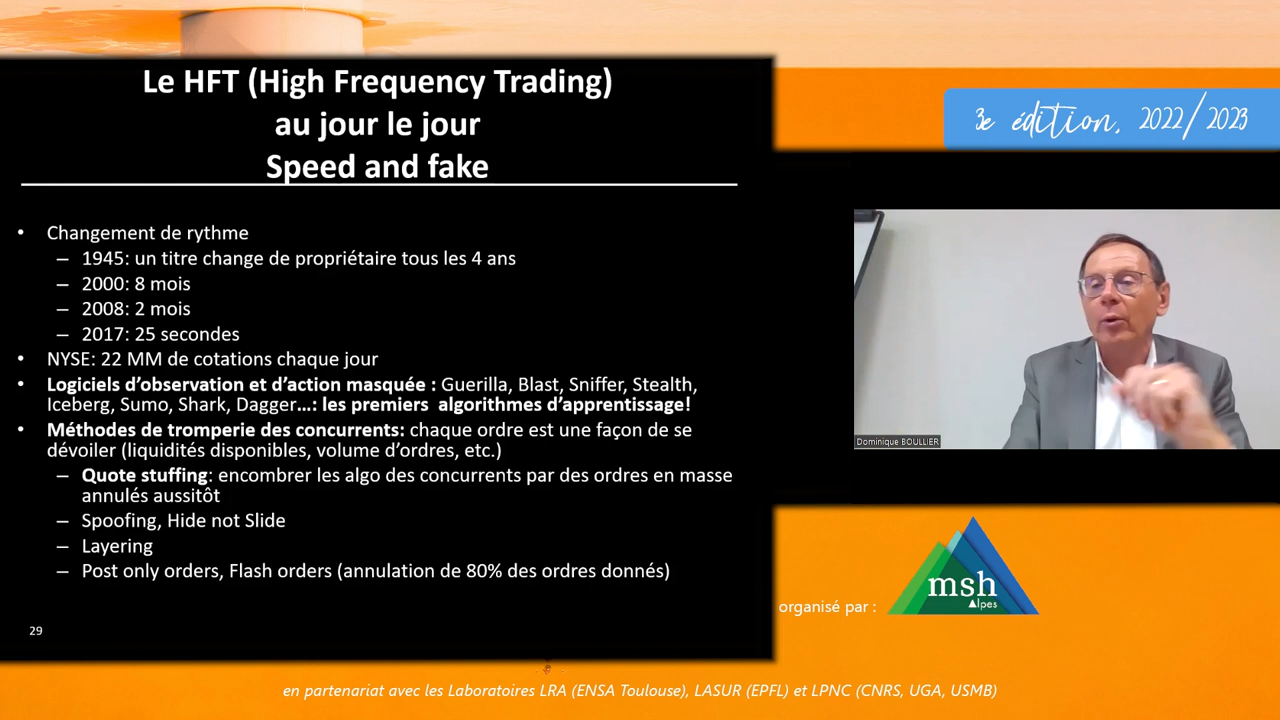 Le HFT (High Frequency Trading)
au jour le jour
Speed and fake
3e édition, 2022/2023
• Changement de rythme
– 1945: un titre change de propriétaire tous les 4 ans
– 2000: 8 mois
– 2008: 2 mois
– 2017: 25 secondes
• NYSE: 22 MM de cotations chaque jour
• Logiciels d’observation et d’action masquée : Guerilla, Blast, Sniffer, Stealth,
Iceberg, Sumo, Shark, Dagger…: les premiers algorithmes d’apprentissage!
• Méthodes de tromperie des concurrents: chaque ordre est une façon de se
dévoiler (liquidités disponibles, volume d’ordres, etc.)
– Quote stuffing: encombrer les algo des concurrents par des ordres en masse
annulés aussitôt
– Spoofing, Hide not Slide
– Layering
– Post only orders, Flash orders (annulation de 80% des ordres donnés)
29
Dominique BOULLIER
organisé par :
msh
Alpes
en partenariat avec les Laboratoires LRA (ENSA Toulouse), LASUR (EPFL) et LPNC (CNRS, UGA, USMB)